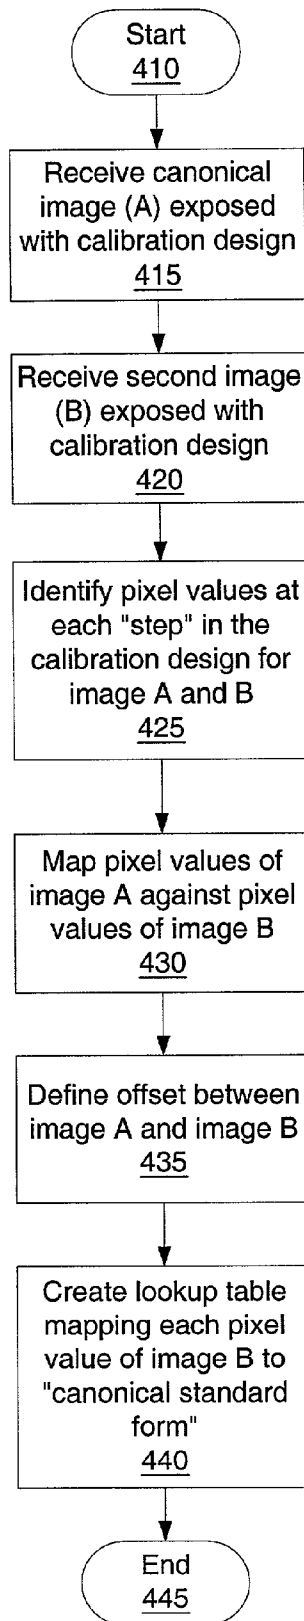 Start
410
Receive canonical
image (A) exposed
with calibration design
415
Receive second image
(B) exposed with
calibration design
420
Identify pixel values at
each "step" in the
calibration design for
image A and B
425
Map pixel values of
image A against pixel
values of image B
430
Define offset between
image A and image B
435
Create lookup table
mapping each pixel
value of image B to
"canonical standard
form"
440
End
445